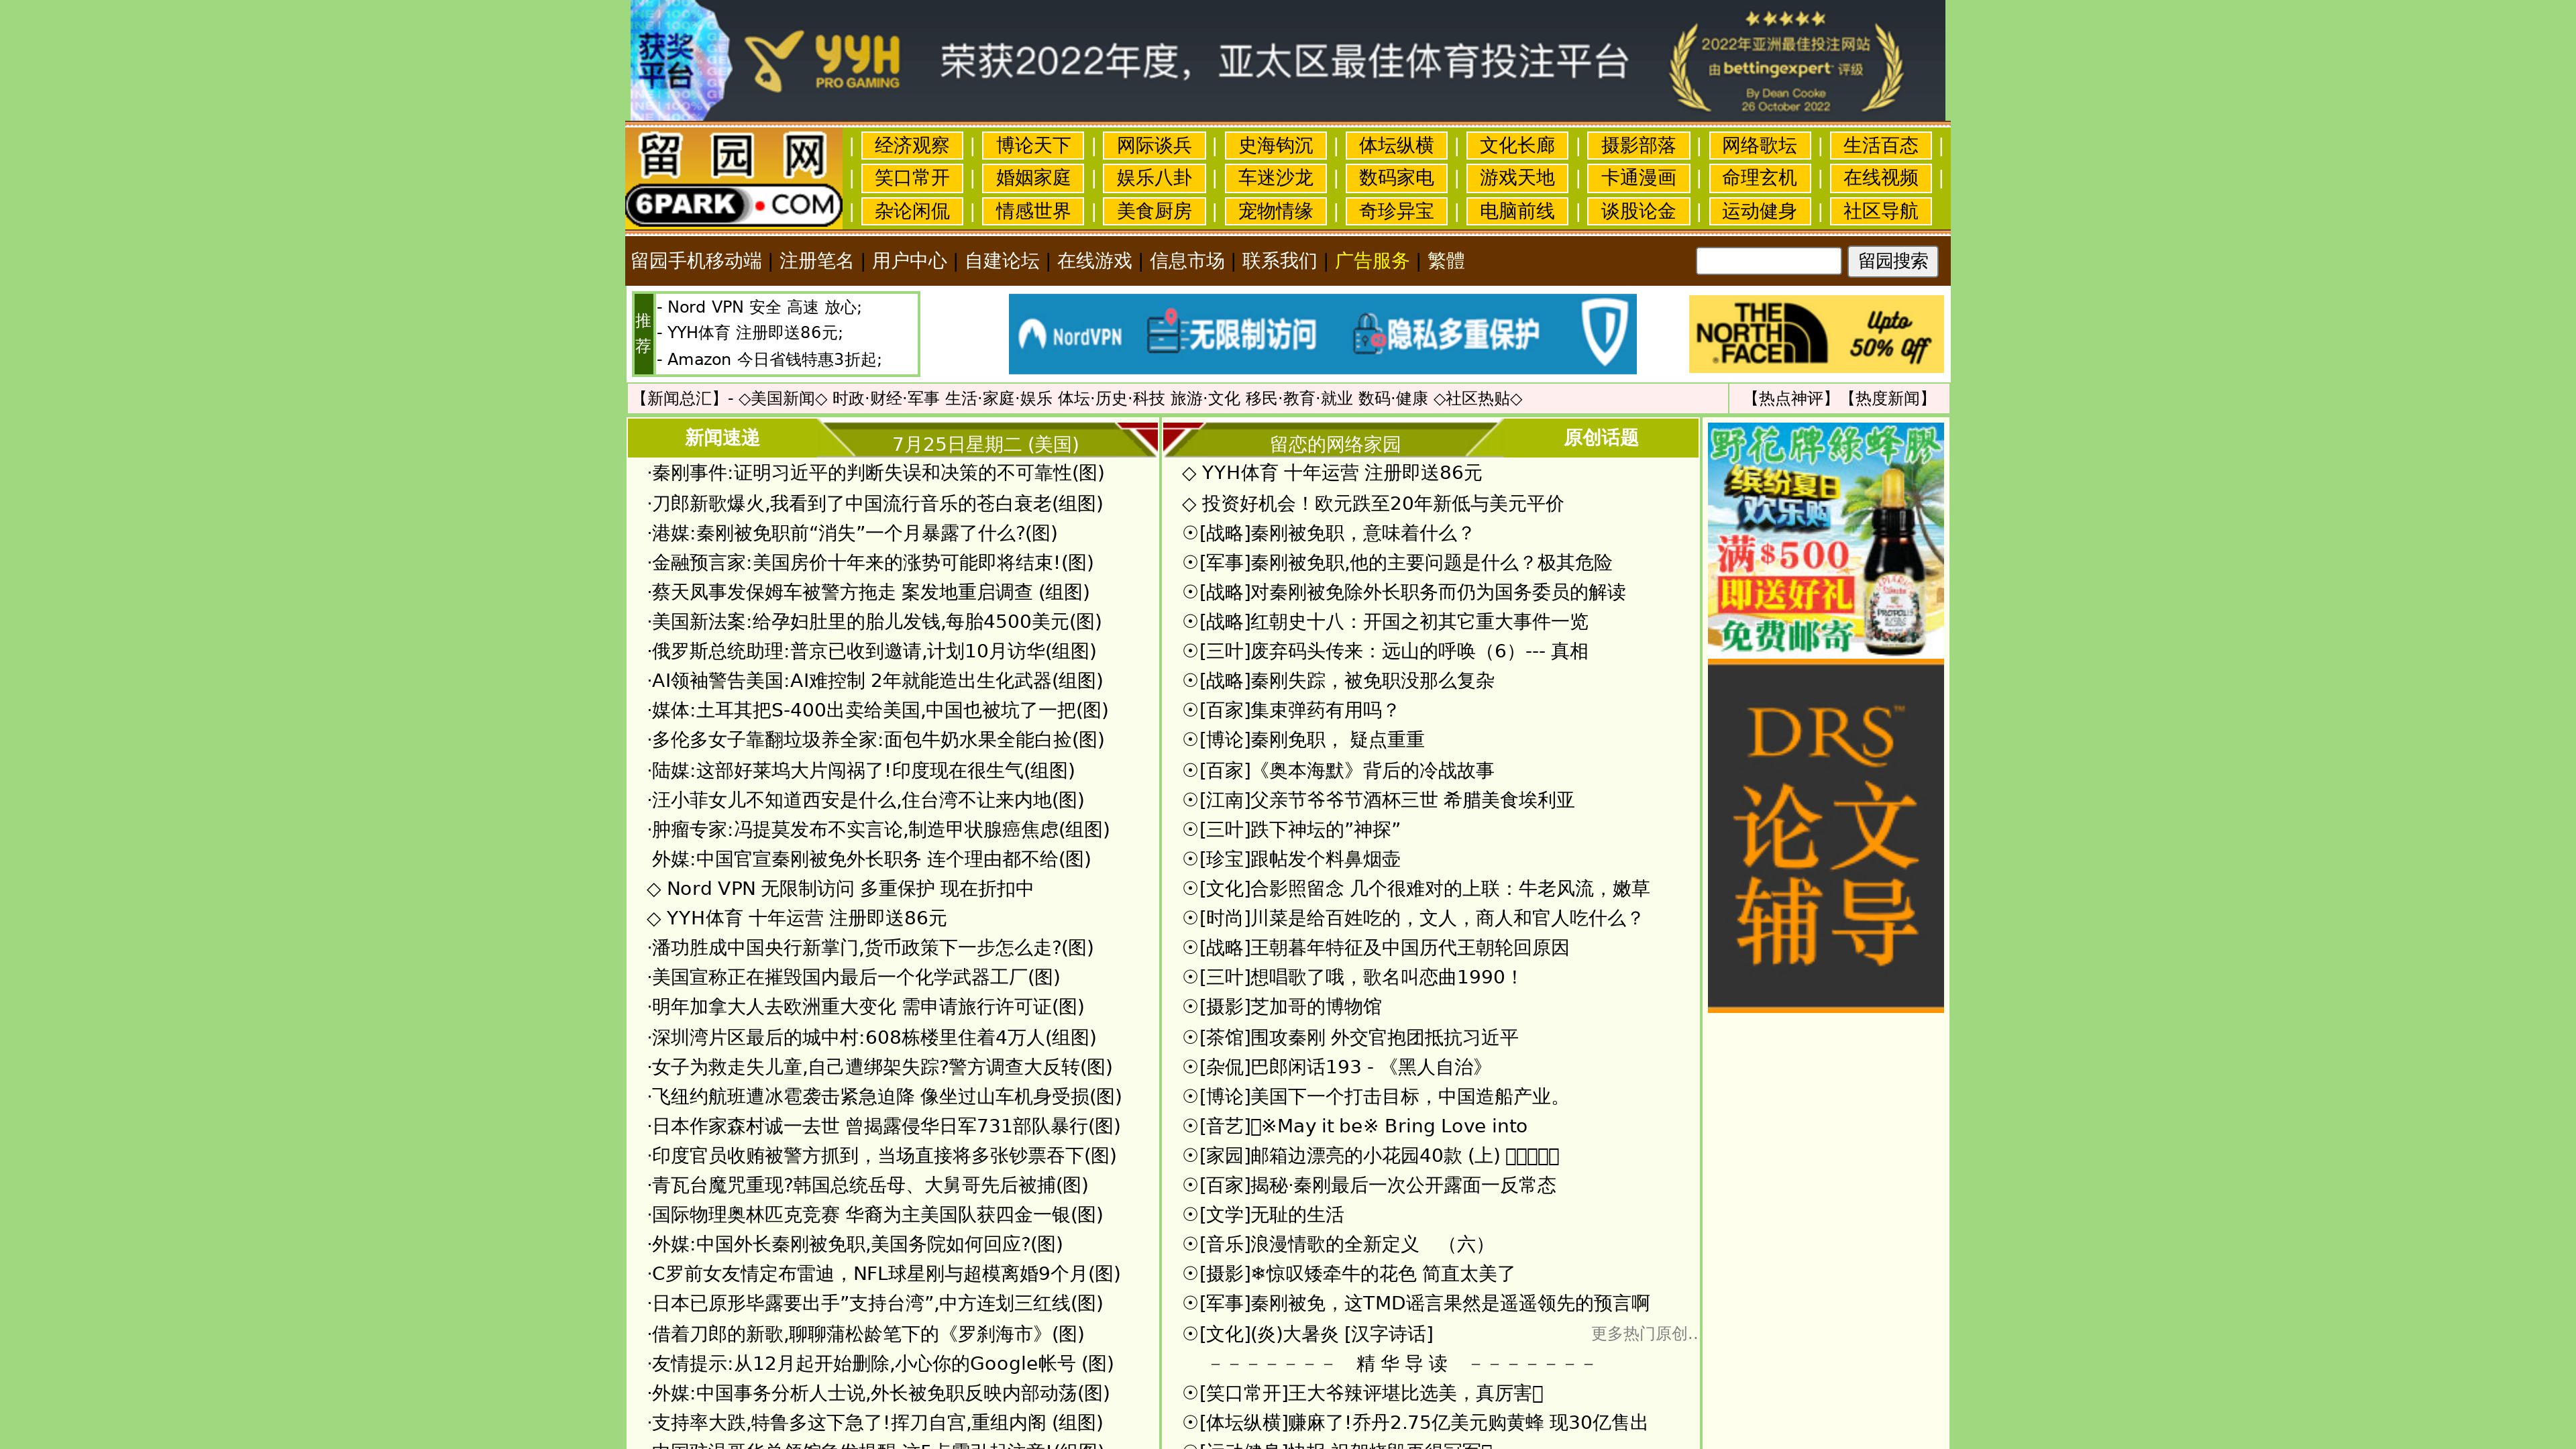 获奖平台
YYH PRO GAMING
荣获2022年度，亚太区最佳体育投注平台
2022年亚洲最佳投注网站
由 bettingexpert 评级
By Dean Cooke
26 October 2022
留园网
6PARK.COM
| 经济观察 | 博论天下 | 网际谈兵 | 史海钩沉 | 体坛纵横 | 文化长廊 | 摄影部落 | 网络歌坛 | 生活百态 |
| 笑口常开 | 婚姻家庭 | 娱乐八卦 | 车迷沙龙 | 数码家电 | 游戏天地 | 卡通漫画 | 命理玄机 | 在线视频 |
| 杂论闲侃 | 情感世界 | 美食厨房 | 宠物情缘 | 奇珍异宝 | 电脑前线 | 谈股论金 | 运动健身 | 社区导航
留园手机移动端 | 注册笔名 | 用户中心 | 自建论坛 | 在线游戏 | 信息市场 | 联系我们 | 广告服务 | 繁體
留园搜索
推荐
- Nord VPN 安全 高速 放心;
- YYH体育 注册即送86元;
- Amazon 今日省钱特惠3折起;
NordVPN 无限制访问 隐私多重保护
THE NORTH FACE
Upto 50% Off
【新闻总汇】- ◇美国新闻◇ 时政·财经·军事 生活·家庭·娱乐 体坛·历史·科技 旅游·文化 移民·教育·就业 数码·健康 ◇社区热贴◇
【热点神评】【热度新闻】
新闻速递
7月25日星期二 (美国)
·秦刚事件:证明习近平的判断失误和决策的不可靠性(图)
·刀郎新歌爆火,我看到了中国流行音乐的苍白衰老(组图)
·港媒:秦刚被免职前“消失”一个月暴露了什么?(图)
·金融预言家:美国房价十年来的涨势可能即将结束!(图)
·蔡天凤事发保姆车被警方拖走 案发地重启调查 (组图)
·美国新法案:给孕妇肚里的胎儿发钱,每胎4500美元(图)
·俄罗斯总统助理:普京已收到邀请,计划10月访华(组图)
·AI领袖警告美国:AI难控制 2年就能造出生化武器(组图)
·媒体:土耳其把S-400出卖给美国,中国也被坑了一把(图)
·多伦多女子靠翻垃圾养全家:面包牛奶水果全能白捡(图)
·陆媒:这部好莱坞大片闯祸了!印度现在很生气(组图)
·汪小菲女儿不知道西安是什么,住台湾不让来内地(图)
·肿瘤专家:冯提莫发布不实言论,制造甲状腺癌焦虑(组图)
外媒:中国官宣秦刚被免外长职务 连个理由都不给(图)
◇ Nord VPN 无限制访问 多重保护 现在折扣中
◇ YYH体育 十年运营 注册即送86元
·潘功胜成中国央行新掌门,货币政策下一步怎么走?(图)
·美国宣称正在摧毁国内最后一个化学武器工厂(图)
·明年加拿大人去欧洲重大变化 需申请旅行许可证(图)
·深圳湾片区最后的城中村:608栋楼里住着4万人(组图)
·女子为救走失儿童,自己遭绑架失踪?警方调查大反转(图)
·飞纽约航班遭冰雹袭击紧急迫降 像坐过山车机身受损(图)
·日本作家森村诚一去世 曾揭露侵华日军731部队暴行(图)
·印度官员收贿被警方抓到，当场直接将多张钞票吞下(图)
·青瓦台魔咒重现?韩国总统岳母、大舅哥先后被捕(图)
·国际物理奥林匹克竞赛 华裔为主美国队获四金一银(图)
·外媒:中国外长秦刚被免职,美国务院如何回应?(图)
·C罗前女友情定布雷迪，NFL球星刚与超模离婚9个月(图)
·日本已原形毕露要出手”支持台湾”,中方连划三红线(图)
·借着刀郎的新歌,聊聊蒲松龄笔下的《罗刹海市》(图)
·友情提示:从12月起开始删除,小心你的Google帐号 (图)
·外媒:中国事务分析人士说,外长被免职反映内部动荡(图)
·支持率大跌,特鲁多这下急了!挥刀自宫,重组内阁 (组图)
留恋的网络家园
原创话题
◇ YYH体育 十年运营 注册即送86元
◇ 投资好机会！欧元跌至20年新低与美元平价
☉[战略]秦刚被免职，意味着什么？
☉[军事]秦刚被免职,他的主要问题是什么？极其危险
☉[战略]对秦刚被免除外长职务而仍为国务委员的解读
☉[战略]红朝史十八：开国之初其它重大事件一览
☉[三叶]废弃码头传来：远山的呼唤（6）--- 真相
☉[战略]秦刚失踪，被免职没那么复杂
☉[百家]集束弹药有用吗？
☉[博论]秦刚免职， 疑点重重
☉[百家]《奥本海默》背后的冷战故事
☉[江南]父亲节爷爷节酒杯三世 希腊美食埃利亚
☉[三叶]跌下神坛的”神探”
☉[珍宝]跟帖发个料鼻烟壶
☉[文化]合影照留念 几个很难对的上联：牛老风流，嫩草
☉[时尚]川菜是给百姓吃的，文人，商人和官人吃什么？
☉[战略]王朝暮年特征及中国历代王朝轮回原因
☉[三叶]想唱歌了哦，歌名叫恋曲1990！
☉[摄影]芝加哥的博物馆
☉[茶馆]围攻秦刚 外交官抱团抵抗习近平
☉[杂侃]巴郎闲话193 - 《黑人自治》
☉[博论]美国下一个打击目标，中国造船产业。
☉[音艺]※May it be※ Bring Love into
☉[家园]邮箱边漂亮的小花园40款 (上)
☉[百家]揭秘·秦刚最后一次公开露面一反常态
☉[文学]无耻的生活
☉[音乐]浪漫情歌的全新定义 （六）
☉[摄影]❄惊叹矮牵牛的花色 简直太美了
☉[军事]秦刚被免，这TMD谣言果然是遥遥领先的预言啊
☉[文化](炎)大暑炎 [汉字诗话] 更多热门原创..
－－－－－－－ 精 华 导 读 －－－－－－－
☉[笑口常开]王大爷辣评堪比选美，真厉害
☉[体坛纵横]赚麻了!乔丹2.75亿美元购黄蜂 现30亿售出
野花牌綠蜂膠
缤纷夏日
欢乐购
满$500
即送好礼
免费邮寄
PROPOLIS
DRS™
论文
辅导